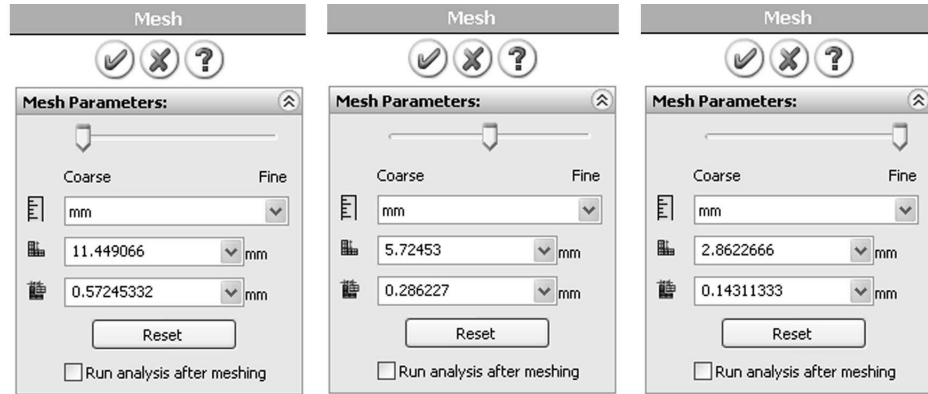 Mesh
?
Mesh Parameters:
Coarse Fine
mm
11.449066 mm
0.57245332 mm
Reset
Run analysis after meshing
Mesh
?
Mesh Parameters:
Coarse Fine
mm
5.72453 mm
0.286227 mm
Reset
Run analysis after meshing
Mesh
?
Mesh Parameters:
Coarse Fine
mm
2.8622666 mm
0.14311333 mm
Reset
Run analysis after meshing